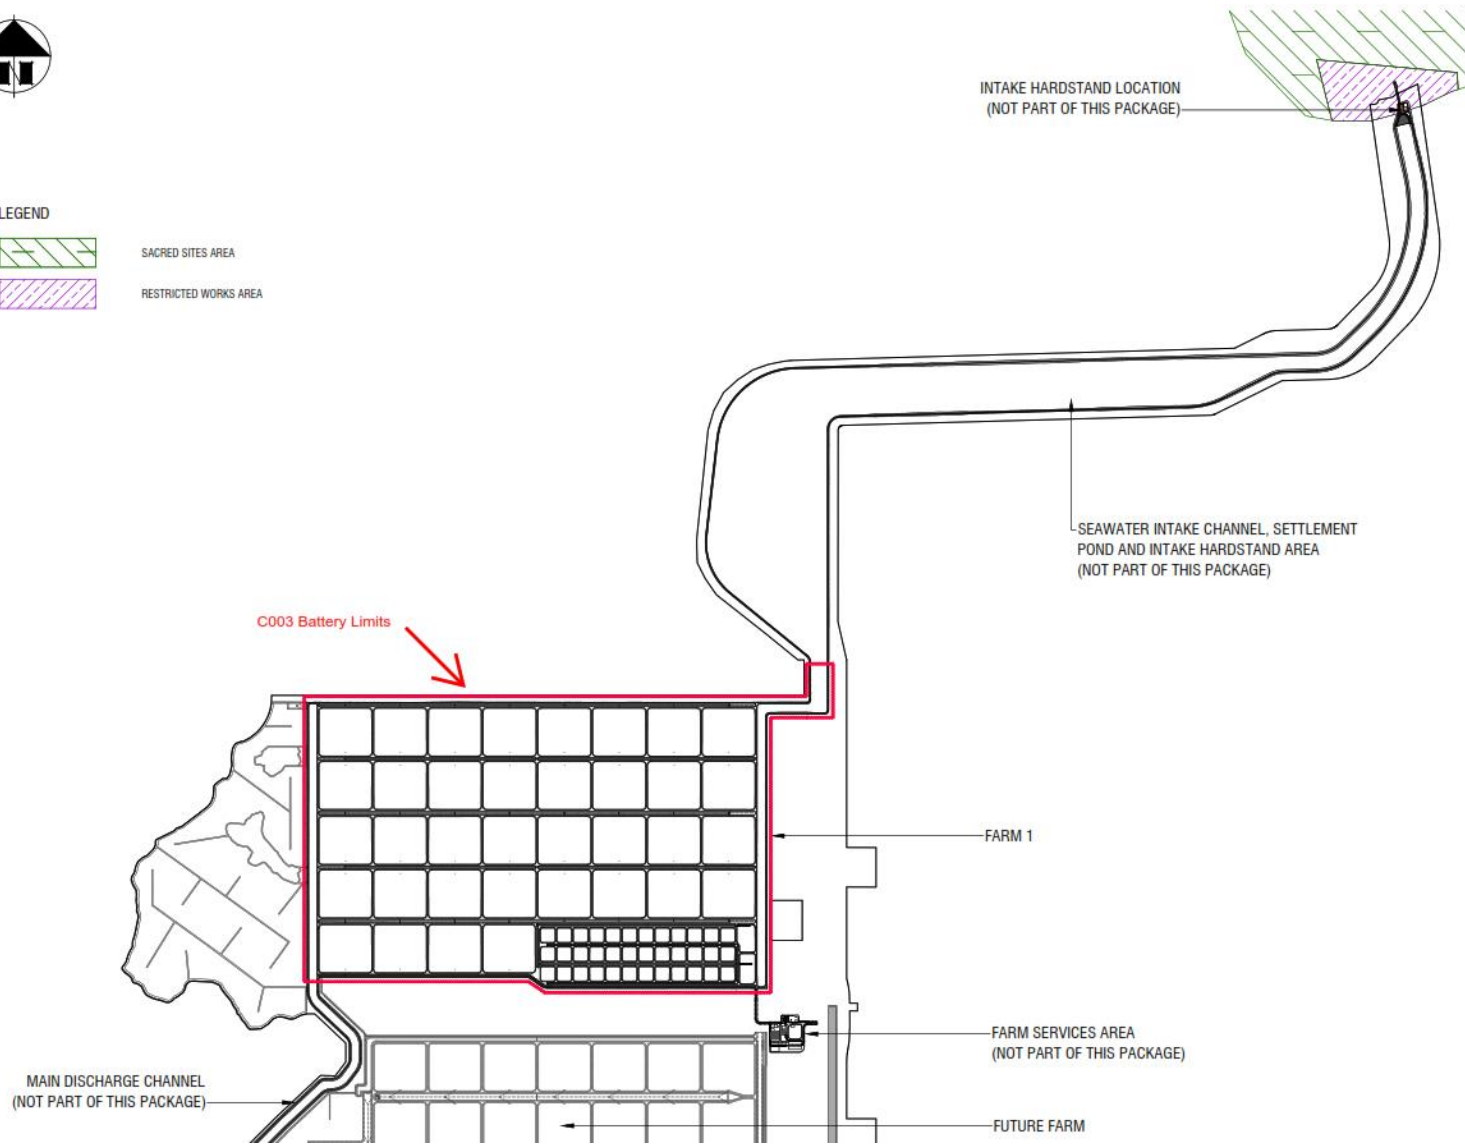 N
INTAKE HARDSTAND LOCATION
(NOT PART OF THIS PACKAGE)
LEGEND
SACRED SITES AREA
RESTRICTED WORKS AREA
SEAWATER INTAKE CHANNEL, SETTLEMENT
POND AND INTAKE HARDSTAND AREA
(NOT PART OF THIS PACKAGE)
C003 Battery Limits
FARM 1
FARM SERVICES AREA
(NOT PART OF THIS PACKAGE)
MAIN DISCHARGE CHANNEL
(NOT PART OF THIS PACKAGE)
FUTURE FARM